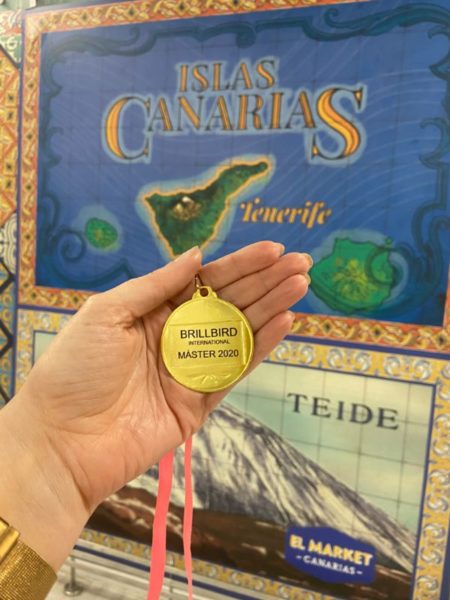 ISLAS
CANARIAS
Tenerife
BRILLBIRD
INTERNATIONAL
MÁSTER 2020
TEIDE
EL MARKET
CANARIAS